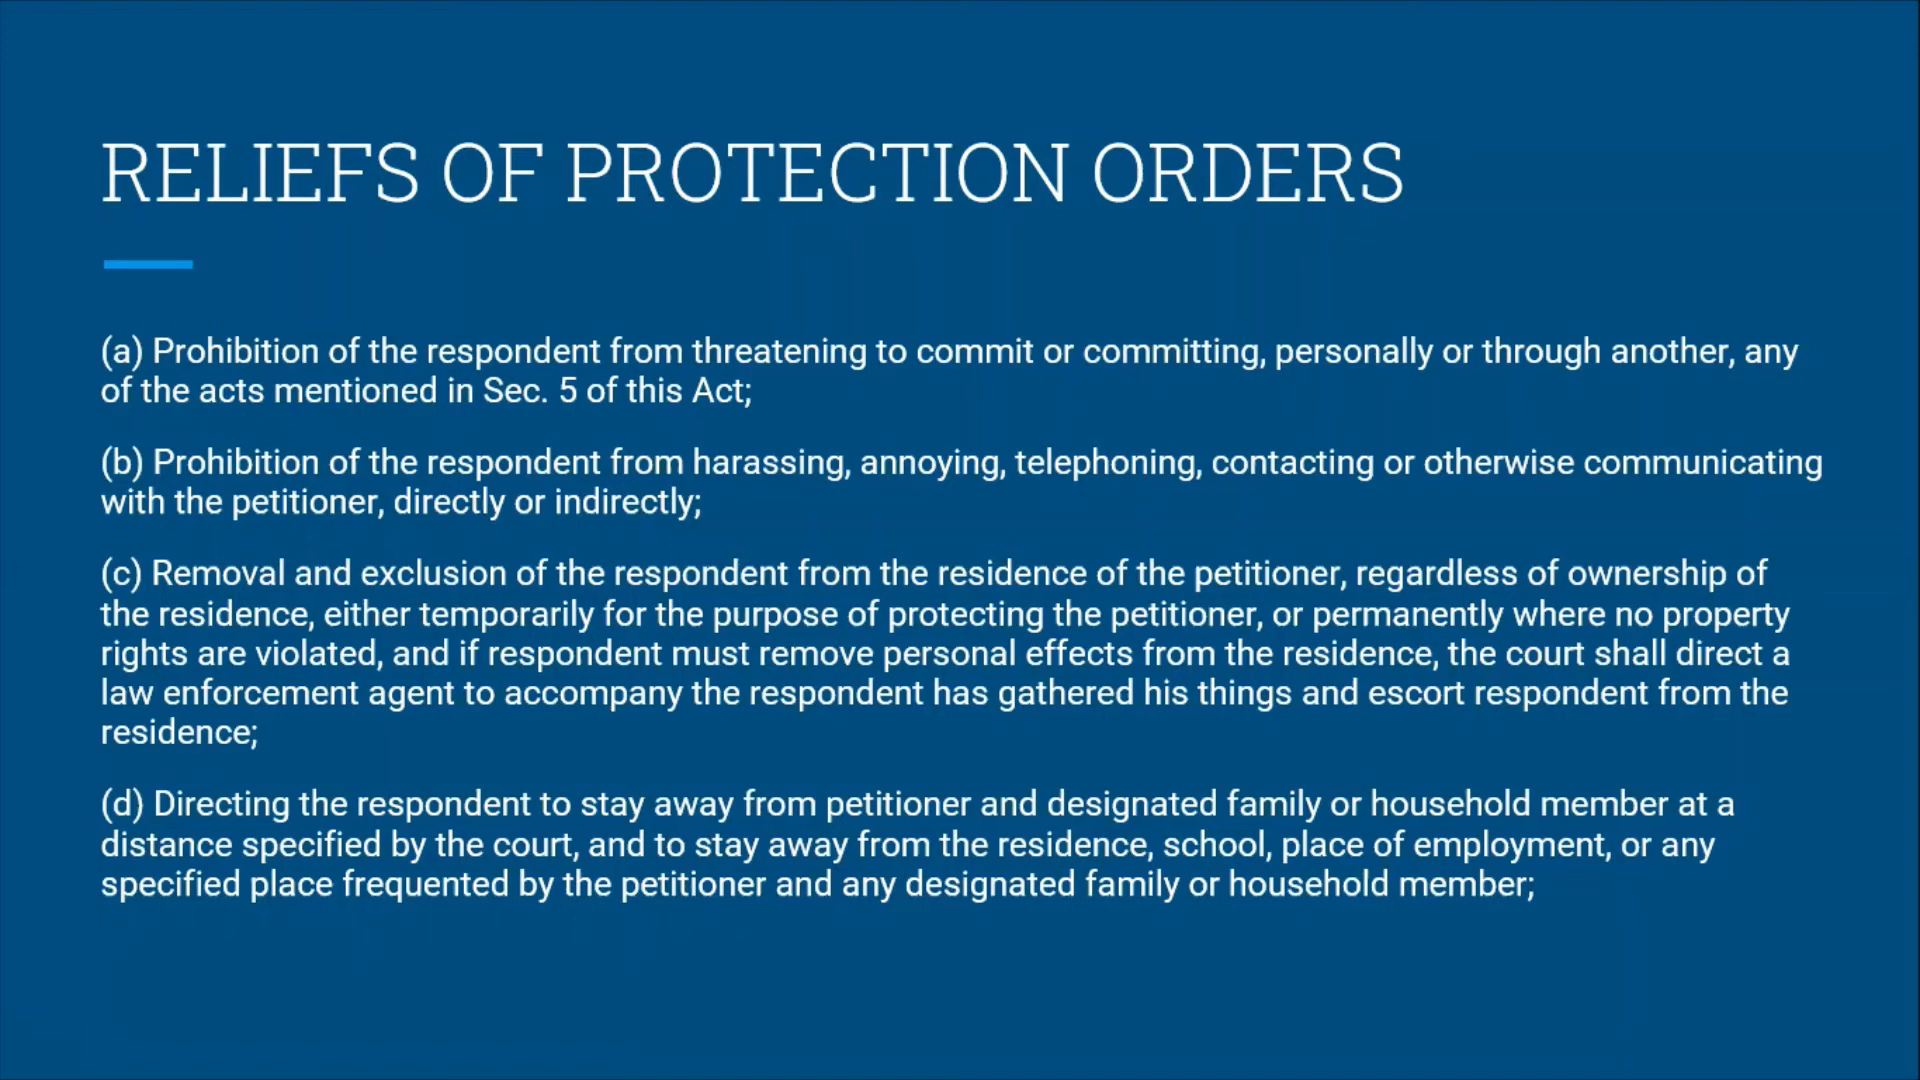 RELIEFS OF PROTECTION ORDERS
(a) Prohibition of the respondent from threatening to commit or committing, personally or through another, any
of the acts mentioned in Sec. 5 of this Act;
(b) Prohibition of the respondent from harassing, annoying, telephoning, contacting or otherwise communicating
with the petitioner, directly or indirectly;
(c) Removal and exclusion of the respondent from the residence of the petitioner, regardless of ownership of
the residence, either temporarily for the purpose of protecting the petitioner, or permanently where no property
rights are violated, and if respondent must remove personal effects from the residence, the court shall direct a
law enforcement agent to accompany the respondent has gathered his things and escort respondent from the
residence;
(d) Directing the respondent to stay away from petitioner and designated family or household member at a
distance specified by the court, and to stay away from the residence, school, place of employment, or any
specified place frequented by the petitioner and any designated family or household member;